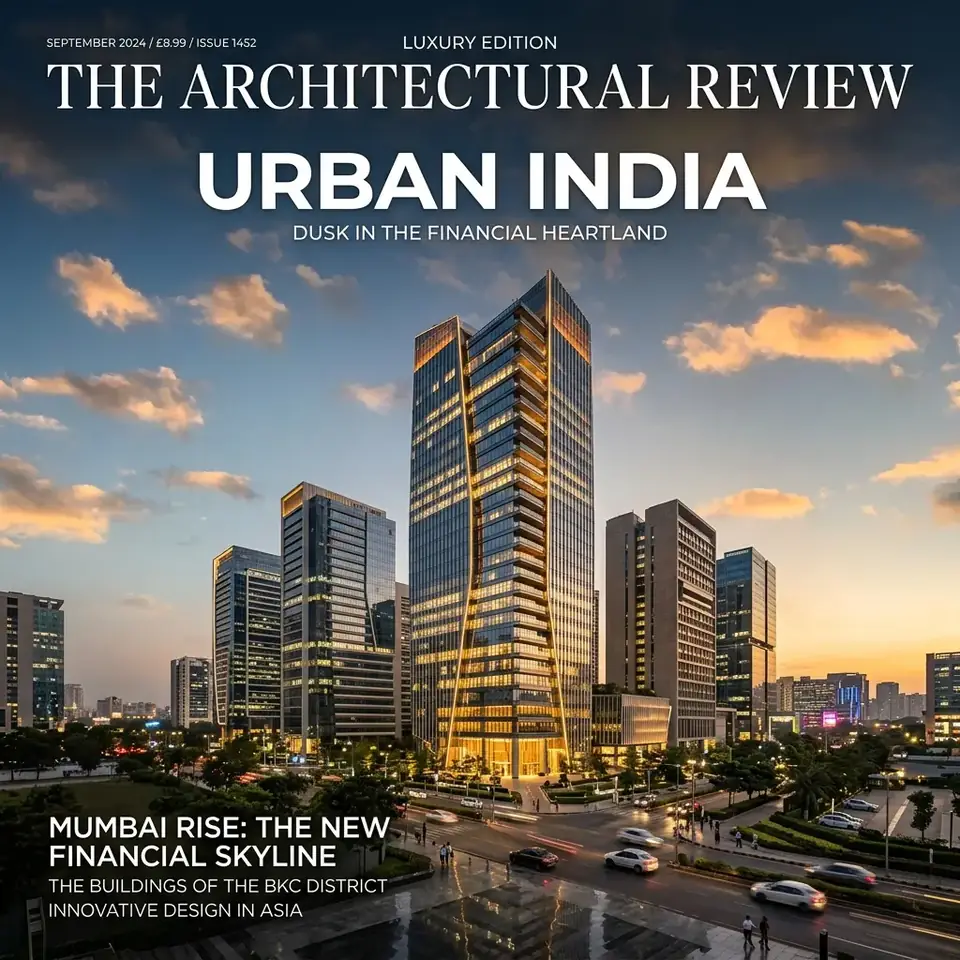 SEPTEMBER 2024 / £8.99 / ISSUE 1452
LUXURY EDITION
THE ARCHITECTURAL REVIEW
URBAN INDIA
DUSK IN THE FINANCIAL HEARTLAND
MUMBAI RISE: THE NEW
FINANCIAL SKYLINE
THE BUILDINGS OF THE BKC DISTRICT
INNOVATIVE DESIGN IN ASIA